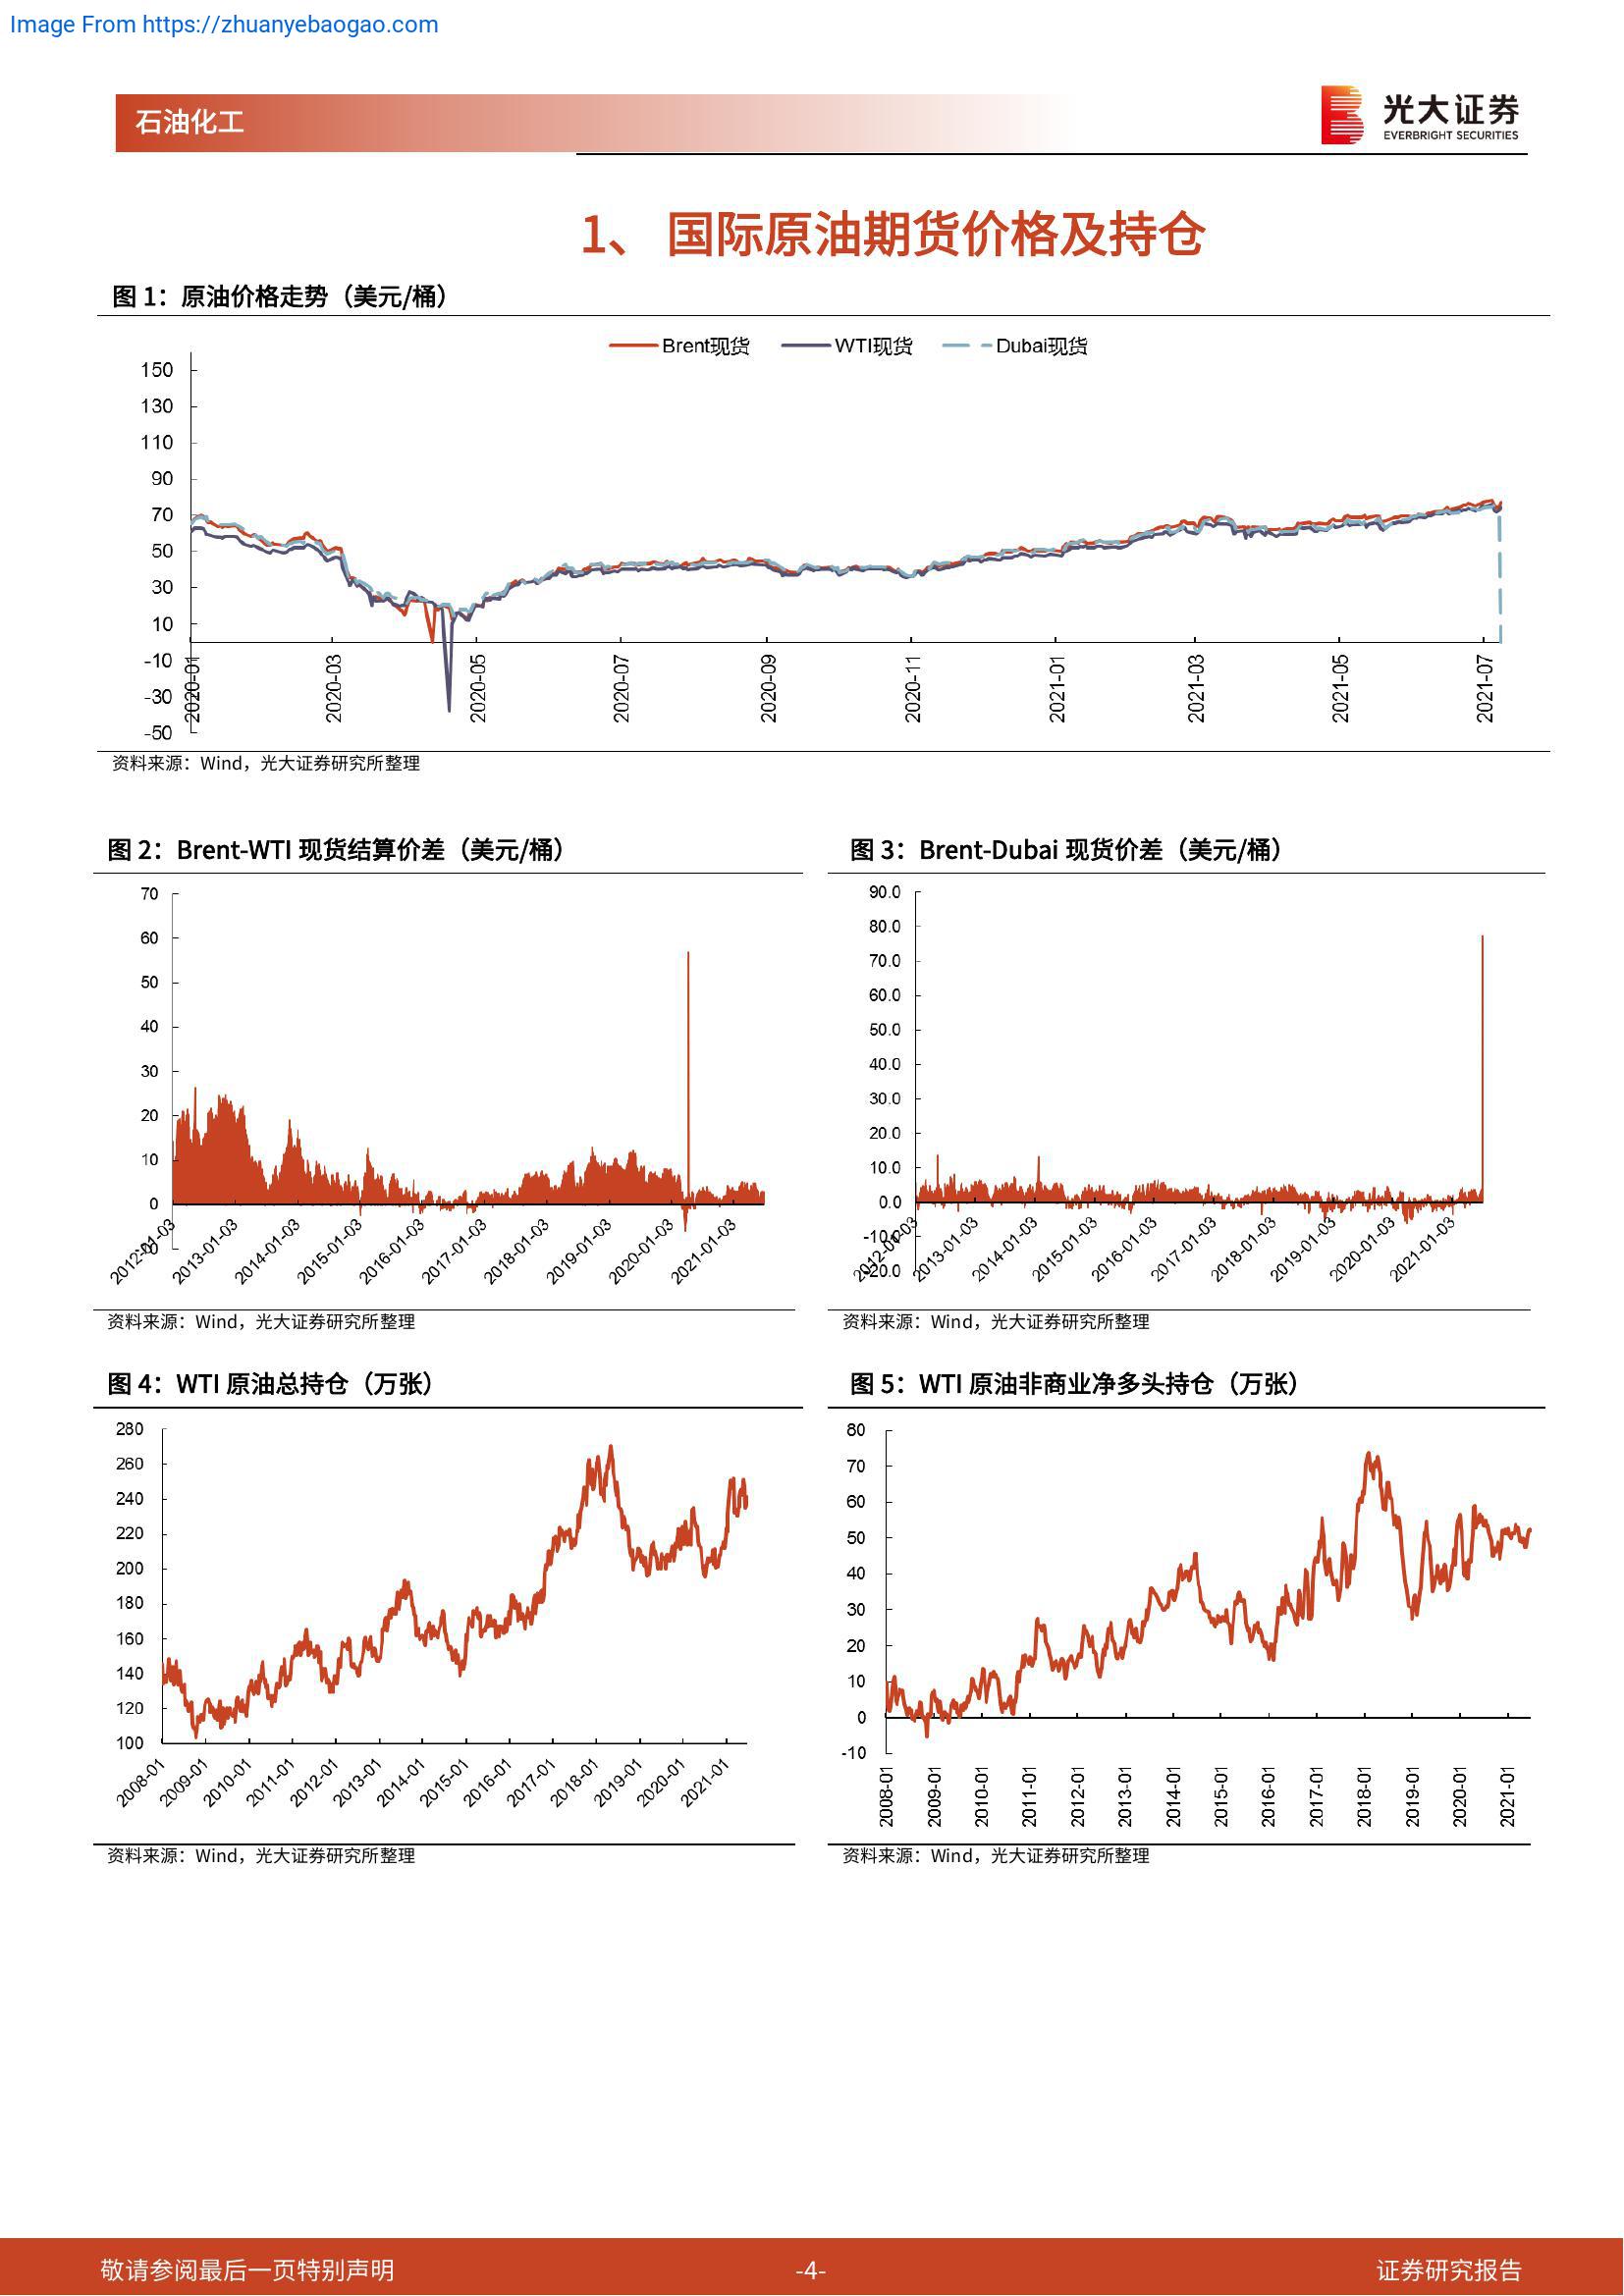 Image From https://zhuanyebaogao.com
石油化工
光大证券
EVERBRIGHT SECURITIES
1、 国际原油期货价格及持仓
图 1：原油价格走势（美元/桶）
Brent现货 WTI现货 Dubai现货
150
130
110
90
70
50
30
10
-10
-30
-50
2020-01 2020-03 2020-05 2020-07 2020-09 2020-11 2021-01 2021-03 2021-05 2021-07
资料来源：Wind，光大证券研究所整理
图 2：Brent-WTI 现货结算价差（美元/桶）
70
60
50
40
30
20
10
0
2012-01-03 2013-01-03 2014-01-03 2015-01-03 2016-01-03 2017-01-03 2018-01-03 2019-01-03 2020-01-03 2021-01-03
资料来源：Wind，光大证券研究所整理
图 3：Brent-Dubai 现货价差（美元/桶）
90.0
80.0
70.0
60.0
50.0
40.0
30.0
20.0
10.0
0.0
-10.0
-20.0
2012-01-03 2013-01-03 2014-01-03 2015-01-03 2016-01-03 2017-01-03 2018-01-03 2019-01-03 2020-01-03 2021-01-03
资料来源：Wind，光大证券研究所整理
图 4：WTI 原油总持仓（万张）
280
260
240
220
200
180
160
140
120
100
2008-01 2009-01 2010-01 2011-01 2012-01 2013-01 2014-01 2015-01 2016-01 2017-01 2018-01 2019-01 2020-01 2021-01
资料来源：Wind，光大证券研究所整理
图 5：WTI 原油非商业净多头持仓（万张）
80
70
60
50
40
30
20
10
0
-10
2008-01 2009-01 2010-01 2011-01 2012-01 2013-01 2014-01 2015-01 2016-01 2017-01 2018-01 2019-01 2020-01 2021-01
资料来源：Wind，光大证券研究所整理
敬请参阅最后一页特别声明
-4-
证券研究报告